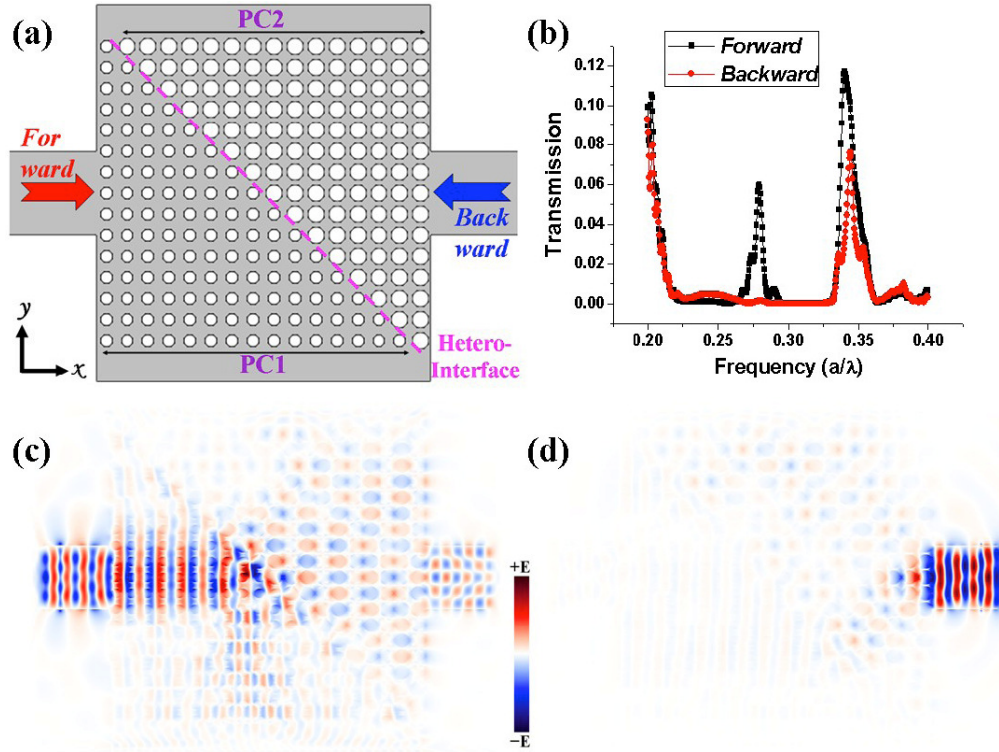 (a)
PC2
For
ward
Back
ward
y
x
PC1
Hetero-
Interface
(b)
Forward
Backward
Transmission
0.12
0.10
0.08
0.06
0.04
0.02
0.00
0.20
0.25
0.30
0.35
0.40
Frequency (a/λ)
(c)
+E
−E
(d)